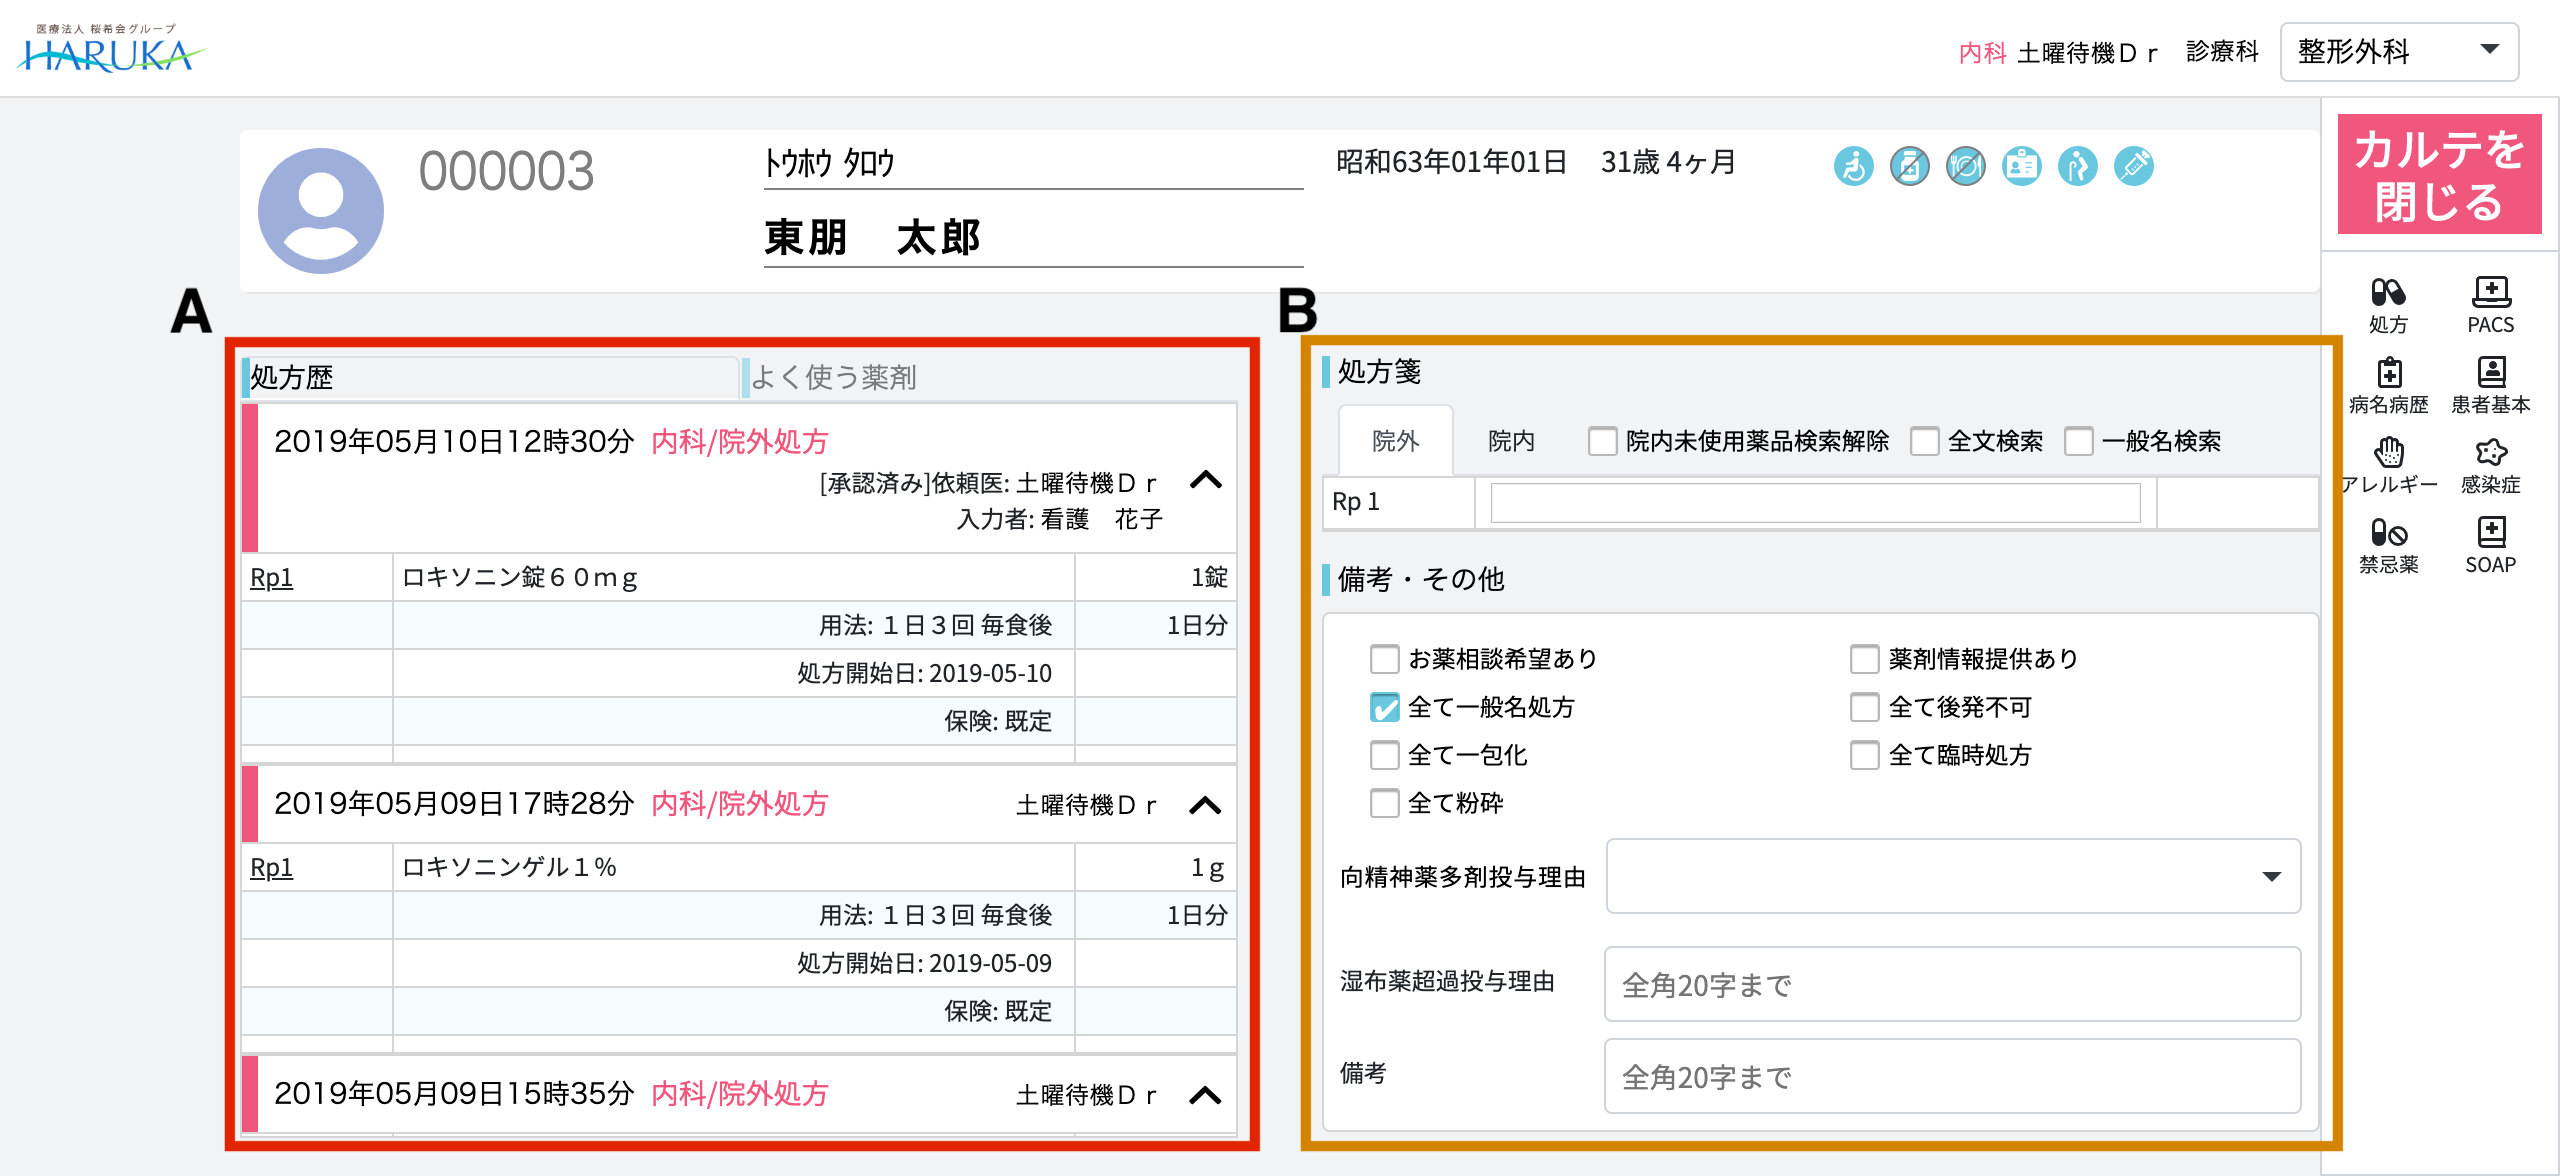 医療法人 桜希会グループ
HARUKA
内科 土曜待機Ｄｒ 診療科 整形外科
000003
ﾄｳﾎｳ ﾀﾛｳ
東朋　太郎
昭和63年01年01日 31歳 4ヶ月
カルテを
閉じる
処方
PACS
病名病歴
患者基本
アレルギー
感染症
禁忌薬
SOAP
A
処方歴 よく使う薬剤
2019年05月10日12時30分 内科/院外処方
[承認済み]依頼医: 土曜待機Ｄｒ
入力者: 看護　花子
Rp1 ロキソニン錠６０ｍｇ 1錠
用法: １日３回 毎食後 1日分
処方開始日: 2019-05-10
保険: 既定
2019年05月09日17時28分 内科/院外処方 土曜待機Ｄｒ
Rp1 ロキソニンゲル１％ 1ｇ
用法: １日３回 毎食後 1日分
処方開始日: 2019-05-09
保険: 既定
2019年05月09日15時35分 内科/院外処方 土曜待機Ｄｒ
B
処方箋
院外 院内 院内未使用薬品検索解除 全文検索 一般名検索
Rp 1
備考・その他
お薬相談希望あり 薬剤情報提供あり
全て一般名処方 全て後発不可
全て一包化 全て臨時処方
全て粉砕
向精神薬多剤投与理由
湿布薬超過投与理由 全角20字まで
備考 全角20字まで